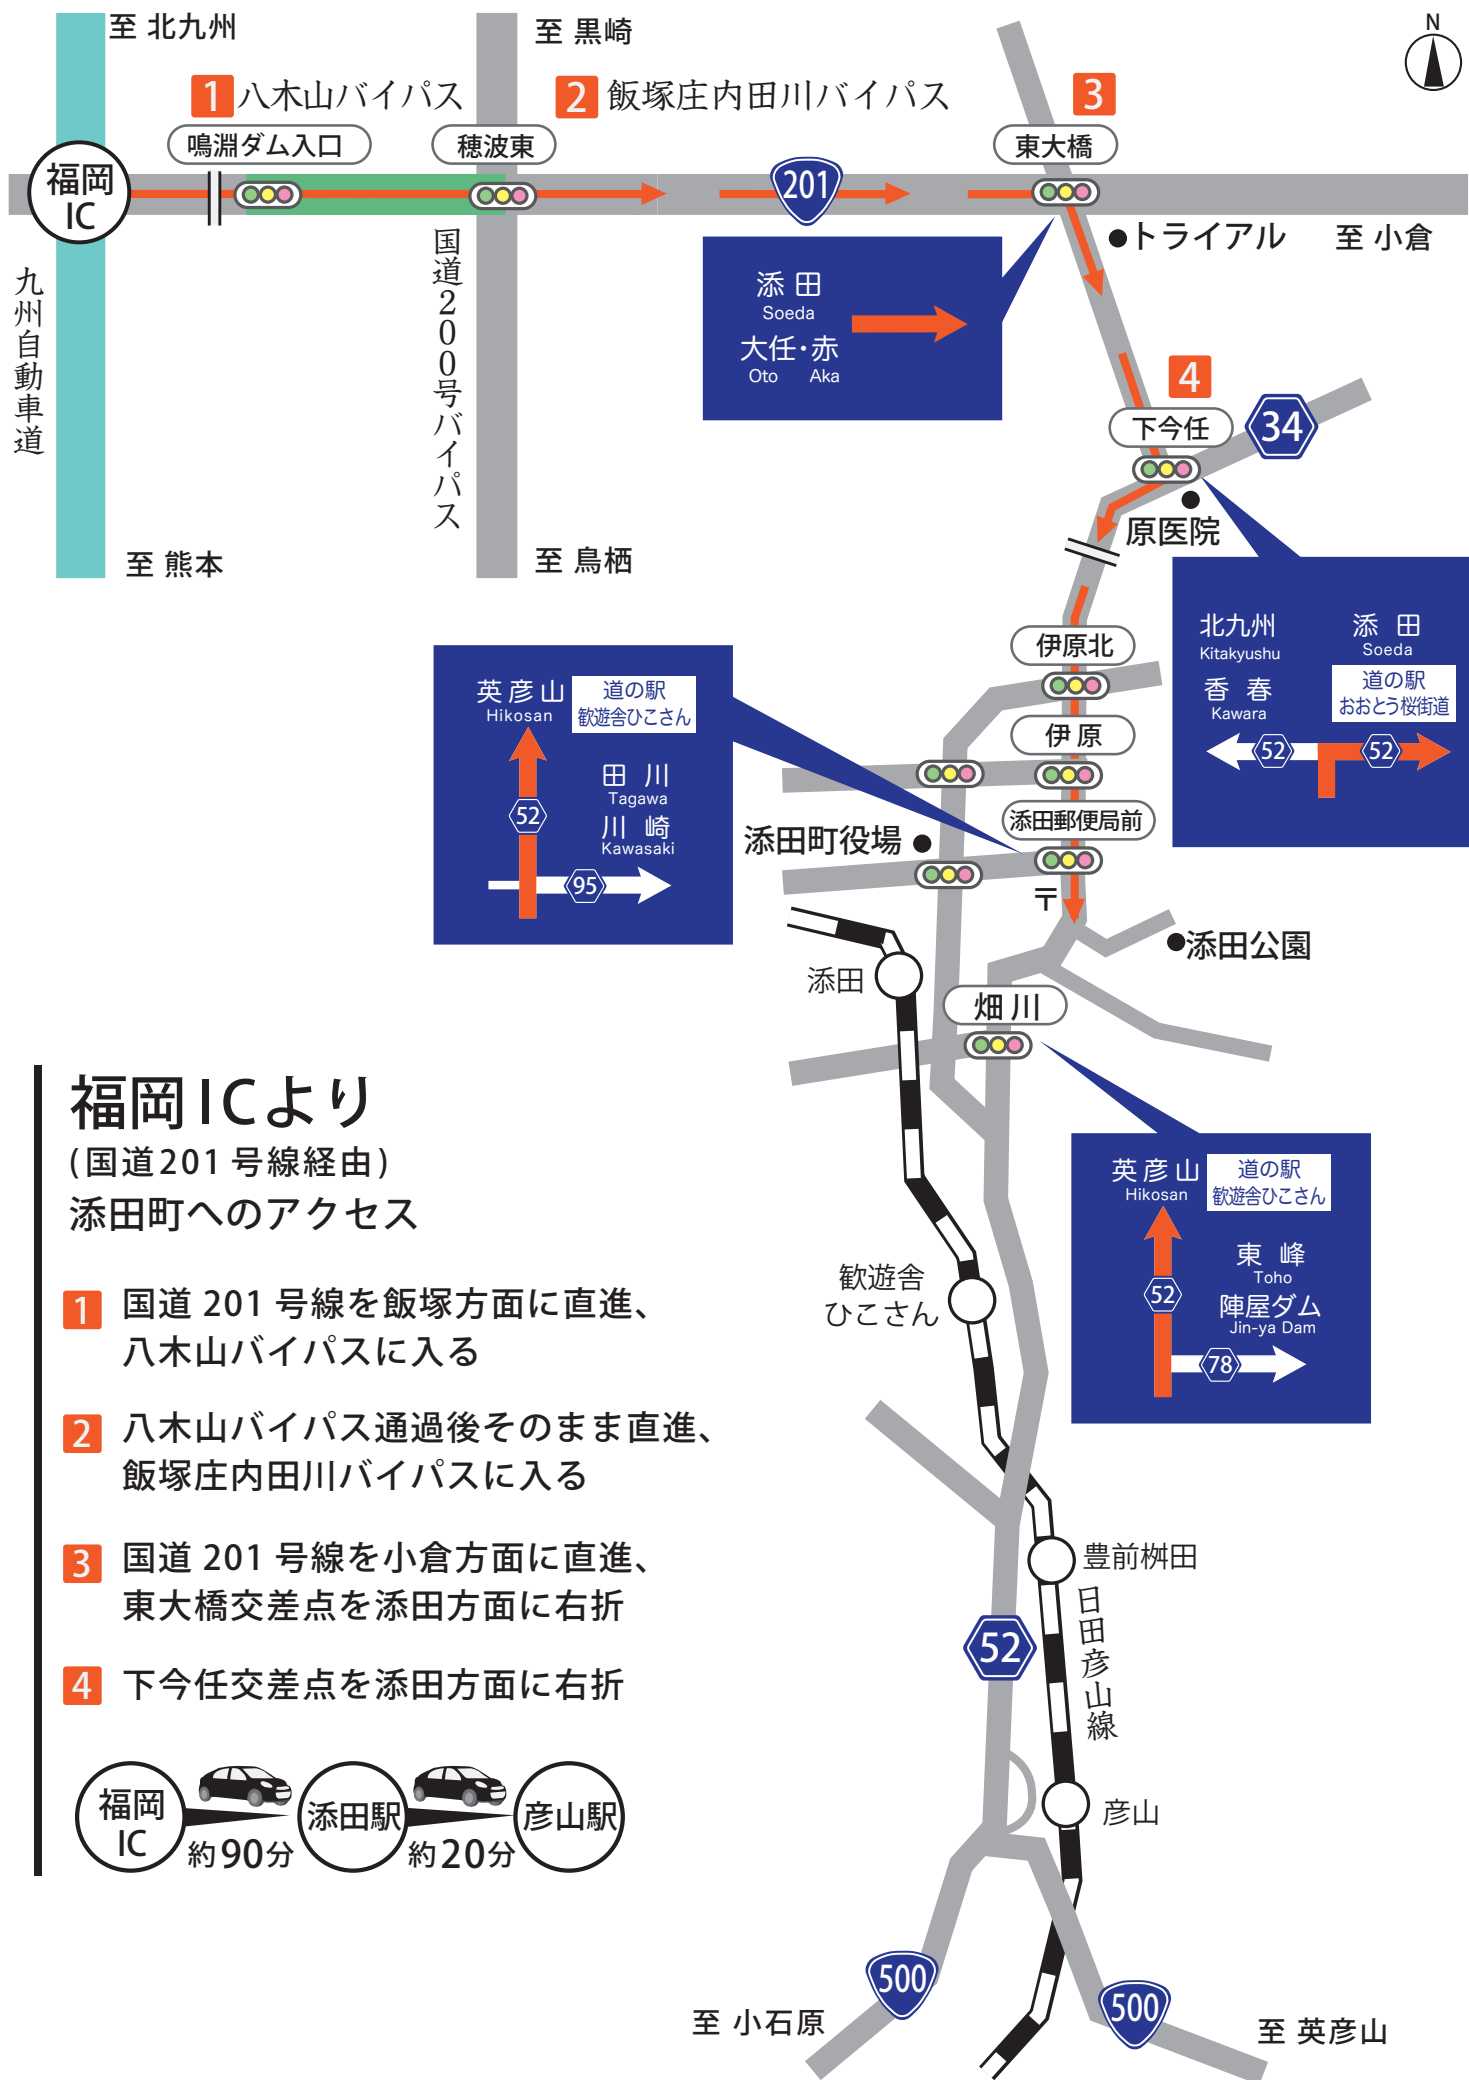 至 北九州
至 黒崎
N
1 八木山バイパス
2 飯塚庄内田川バイパス
3
鳴淵ダム入口
穂波東
東大橋
福岡
IC
201
トライアル
至 小倉
九州自動車道
国道200号バイパス
添田
Soeda
大任・赤
Oto Aka
4
下今任
34
原医院
至 熊本
至 鳥栖
北九州
Kitakyushu
香春
Kawara
添田
Soeda
道の駅
おおとう桜街道
52
52
伊原北
伊原
添田郵便局前
英彦山
Hikosan
道の駅
歓遊舎ひこさん
田川
Tagawa
川崎
Kawasaki
52
95
添田町役場
〒
添田公園
添田
畑川
英彦山
Hikosan
道の駅
歓遊舎ひこさん
東峰
Toho
陣屋ダム
Jin-ya Dam
52
78
歓遊舎
ひこさん
豊前桝田
日田彦山線
52
彦山
500
500
至 小石原
至 英彦山
福岡ICより
(国道201号線経由)
添田町へのアクセス
1 国道 201 号線を飯塚方面に直進、
八木山バイパスに入る
2 八木山バイパス通過後そのまま直進、
飯塚庄内田川バイパスに入る
3 国道 201 号線を小倉方面に直進、
東大橋交差点を添田方面に右折
4 下今任交差点を添田方面に右折
福岡
IC
約90分
添田駅
約20分
彦山駅